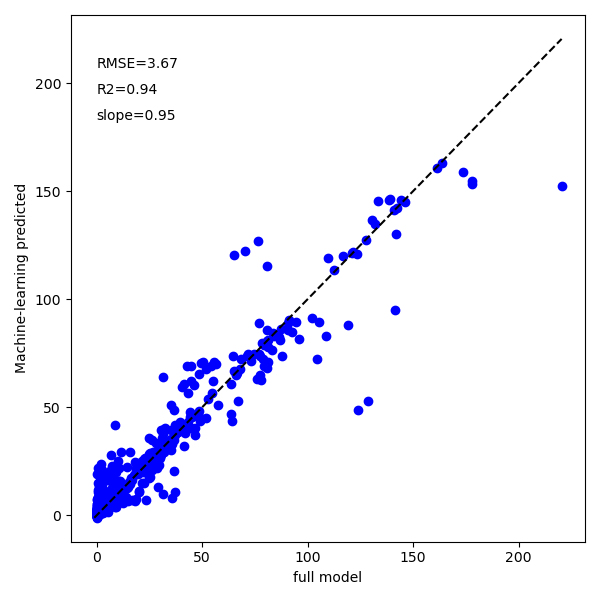 RMSE=3.67
R2=0.94
slope=0.95
200
150
100
50
0
Machine-learning predicted
0 50 100 150 200
full model